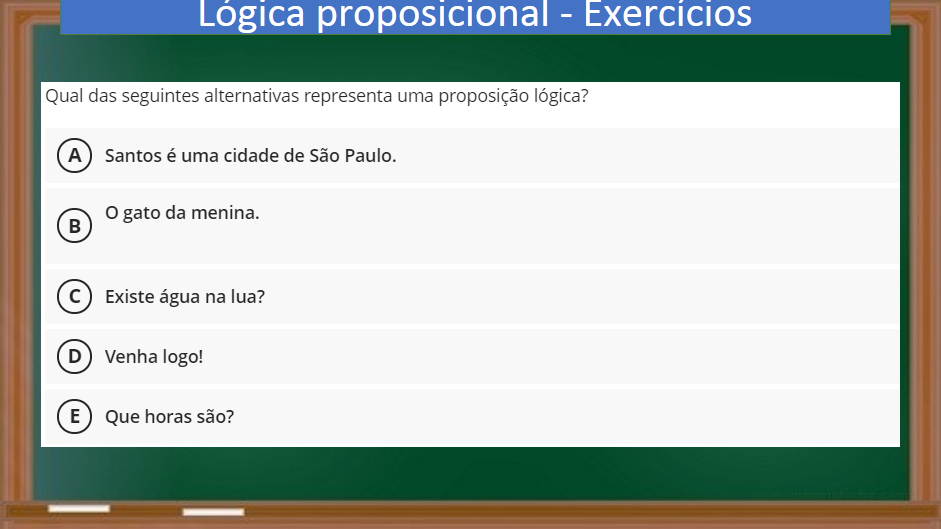 Lógica proposicional - Exercícios
Qual das seguintes alternativas representa uma proposição lógica?
A Santos é uma cidade de São Paulo.
B O gato da menina.
C Existe água na lua?
D Venha logo!
E Que horas são?